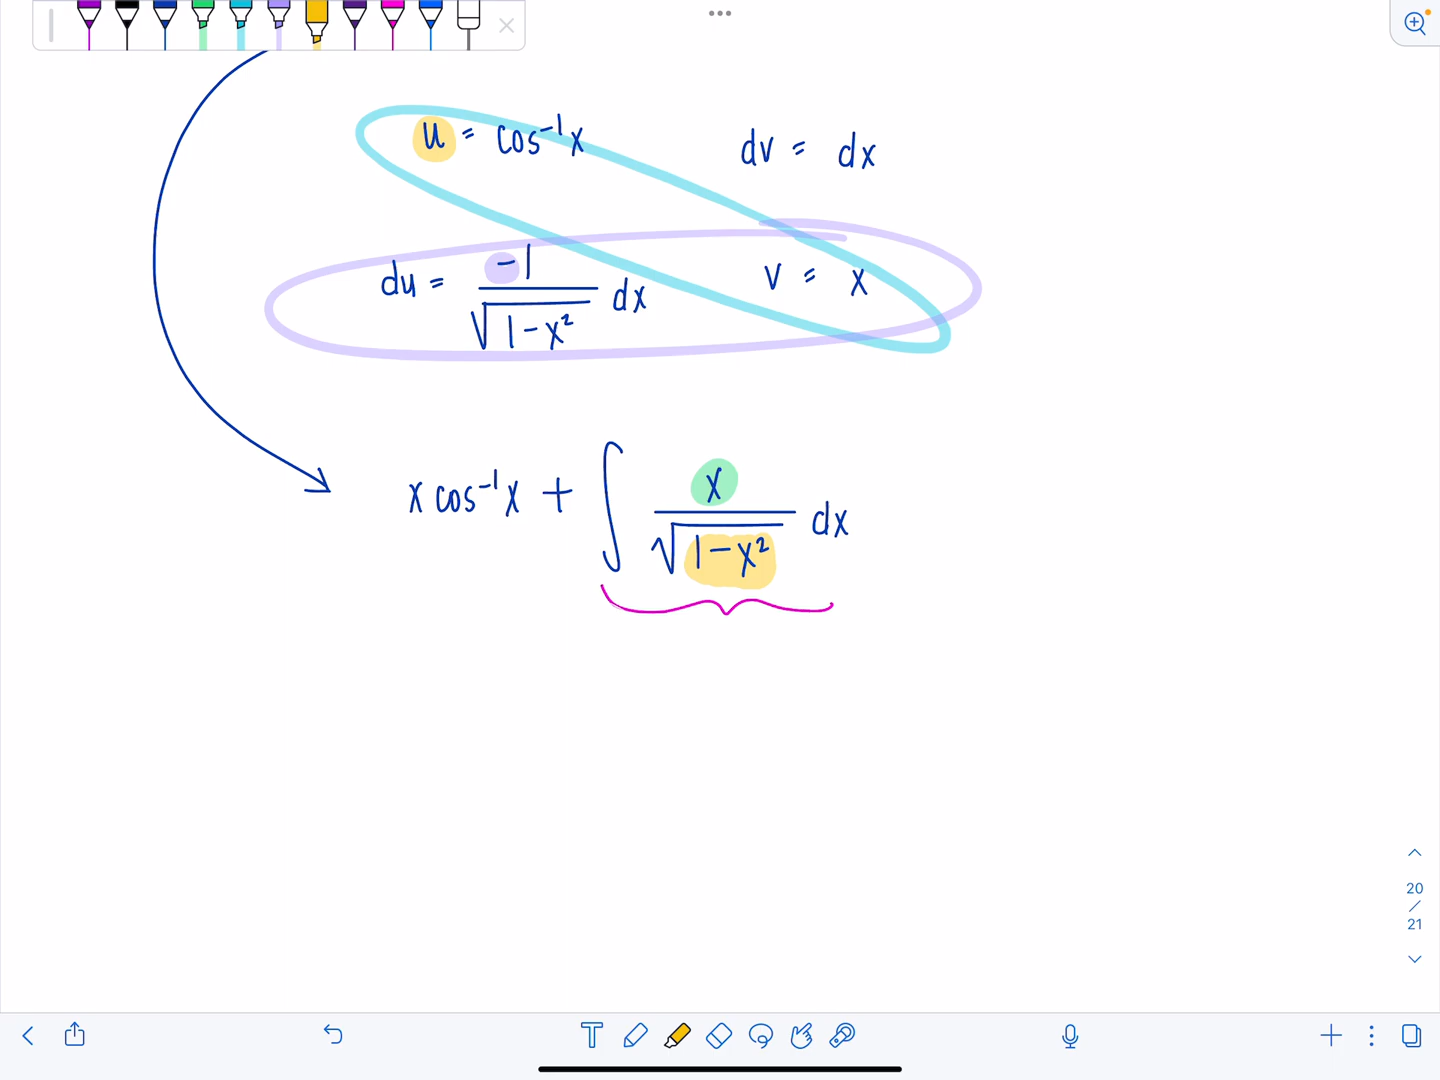 u = cos⁻¹x dv = dx
du = -1/√(1-x²) dx v = x
x cos⁻¹x + ∫ x/√(1-x²) dx
20
/
21